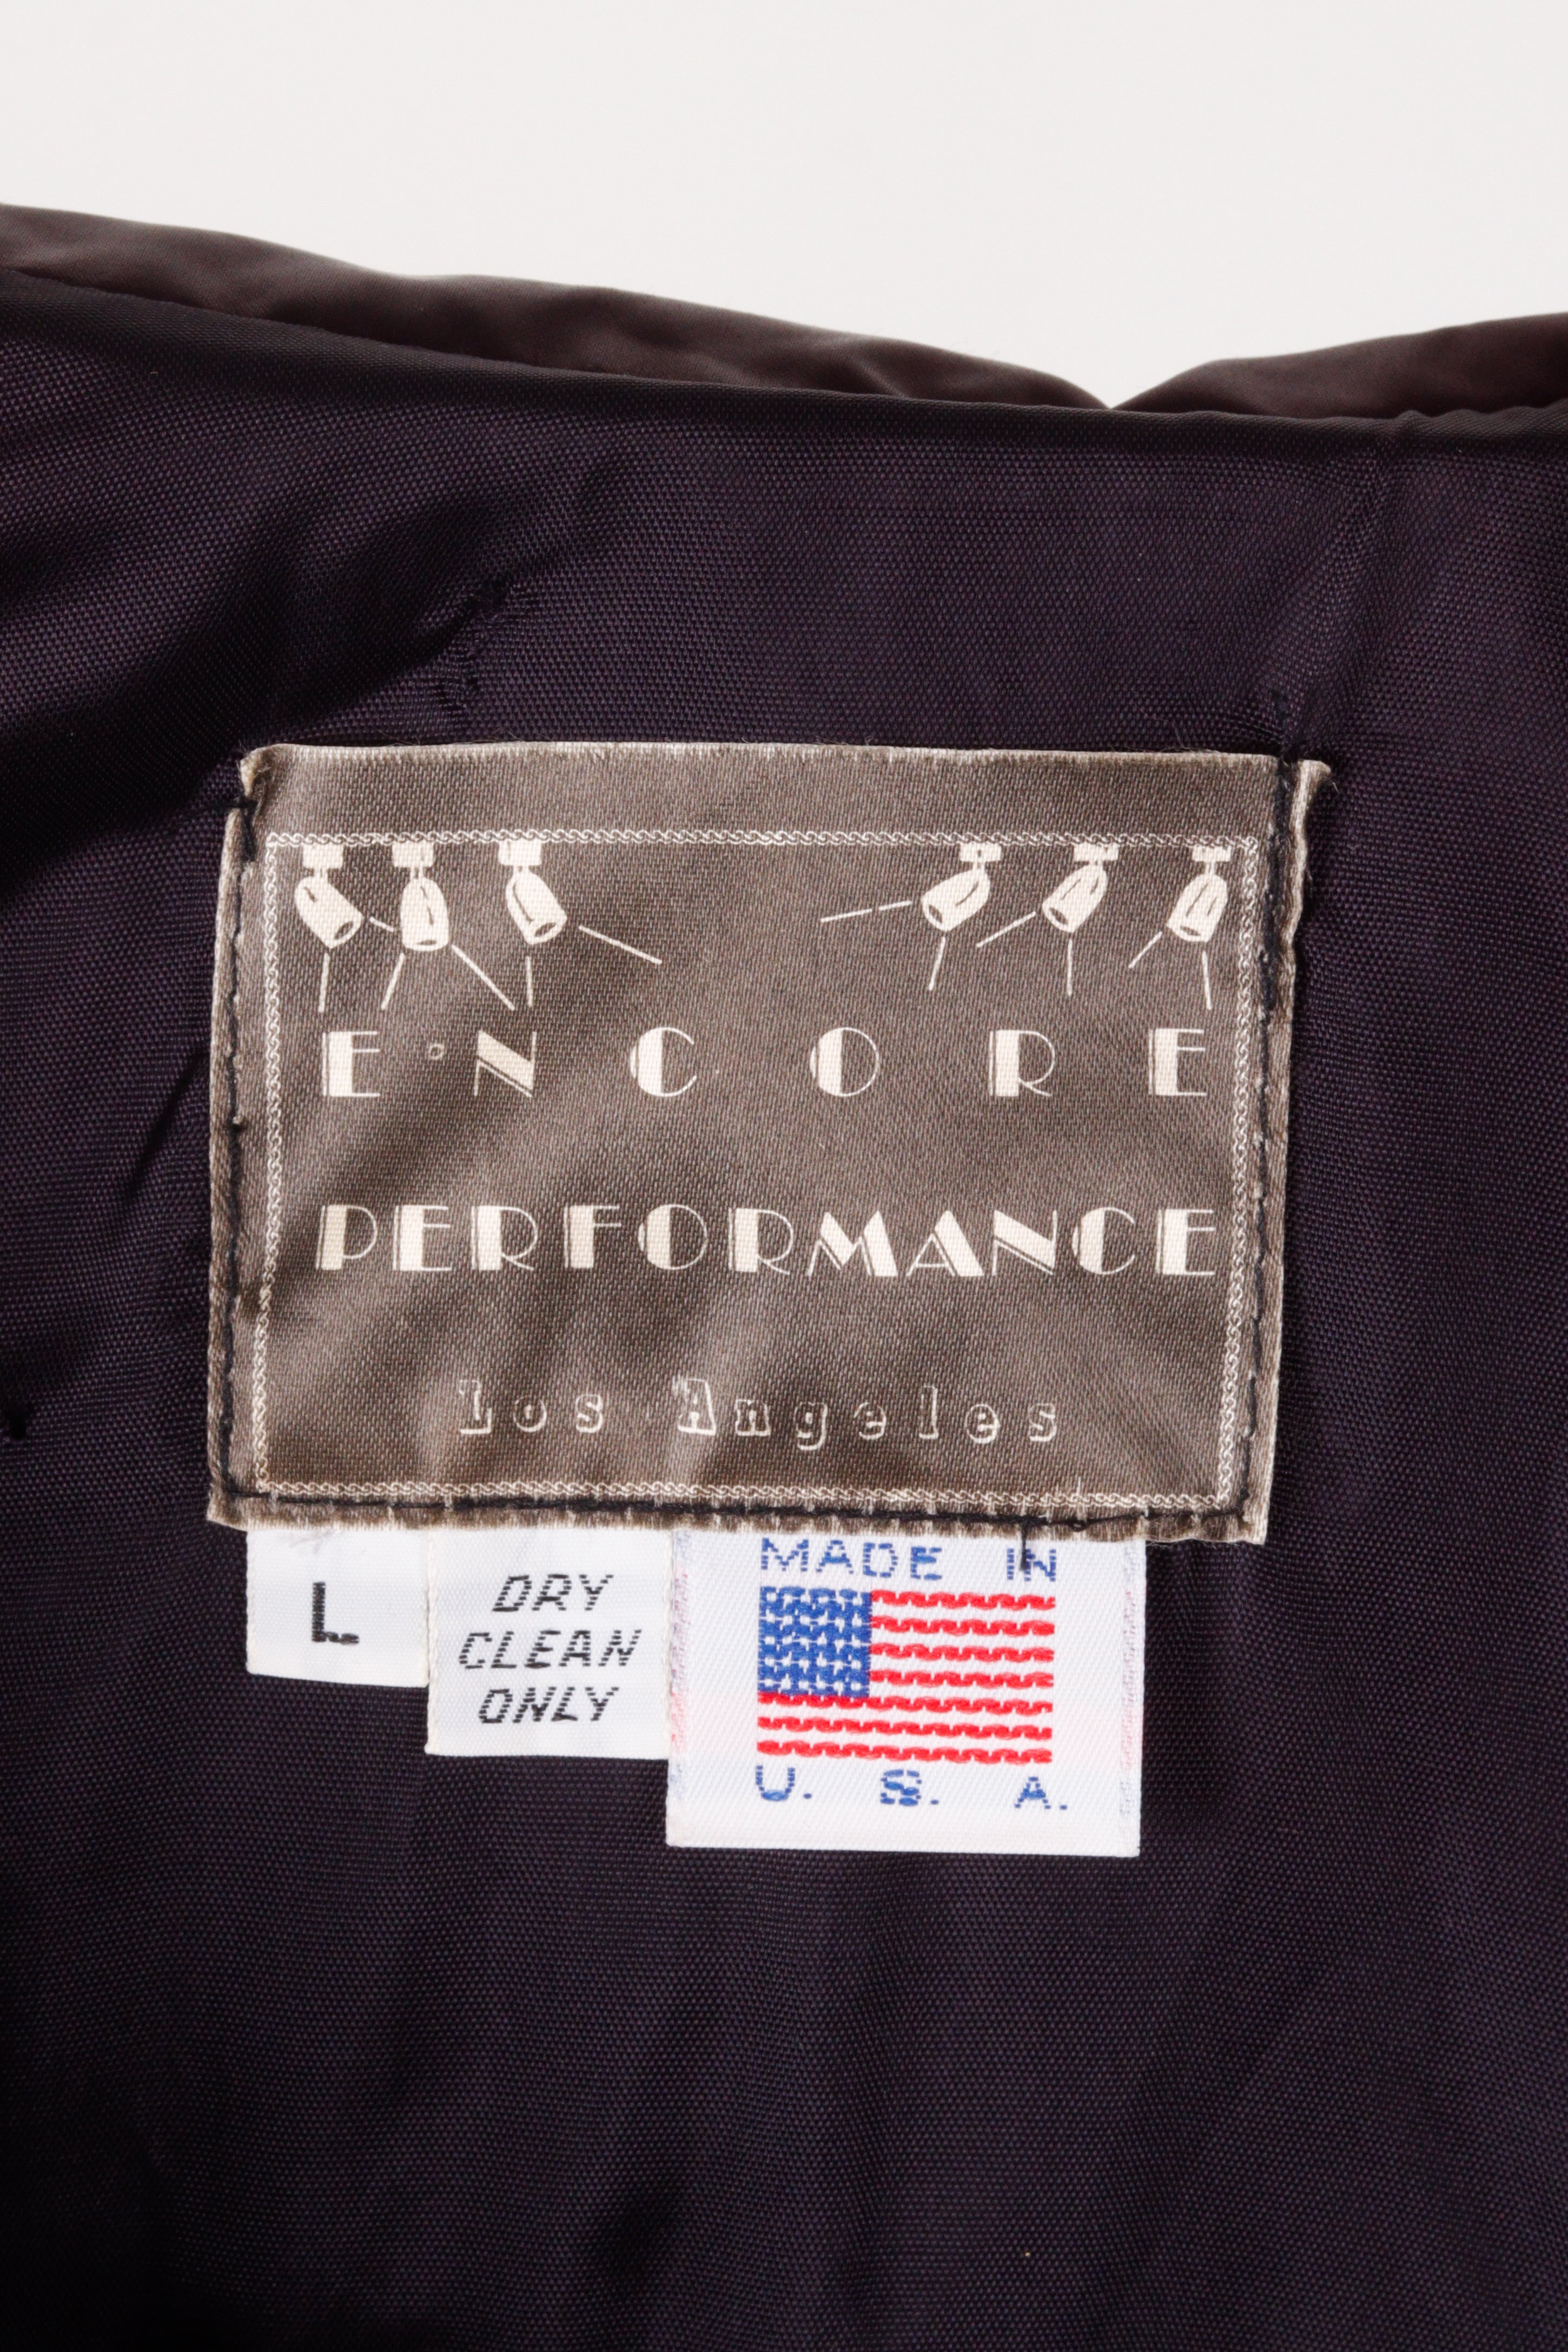 ENCORE
PERFORMANCE
Los Angeles
L
DRY
CLEAN
ONLY
MADE IN
U. S. A.